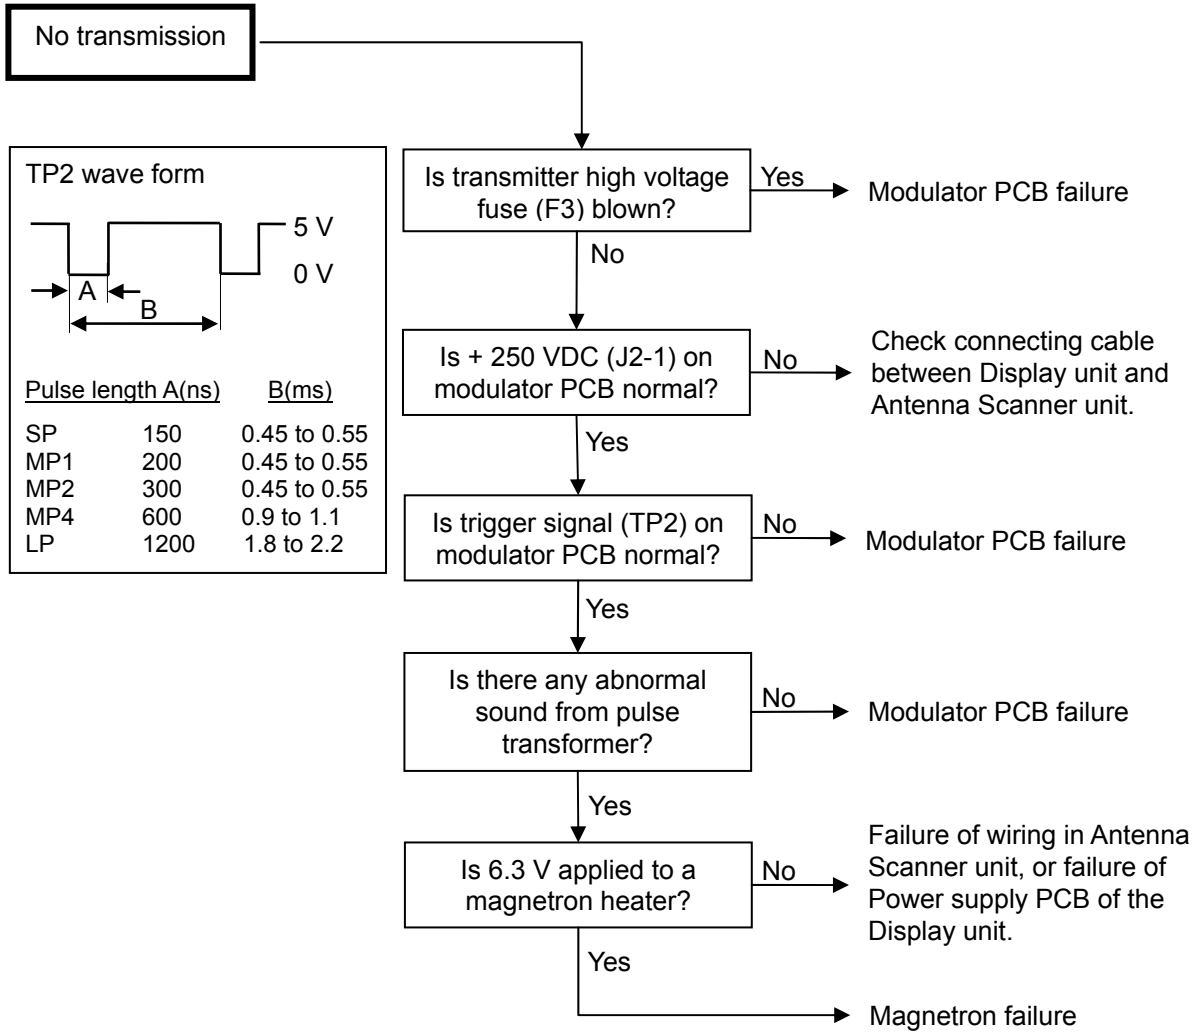 No transmission
TP2 wave form
5 V
0 V
A
B
Pulse length A(ns) B(ms)
SP 150 0.45 to 0.55
MP1 200 0.45 to 0.55
MP2 300 0.45 to 0.55
MP4 600 0.9 to 1.1
LP 1200 1.8 to 2.2
Is transmitter high voltage
fuse (F3) blown?
Yes
Modulator PCB failure
No
Is + 250 VDC (J2-1) on
modulator PCB normal?
No
Check connecting cable
between Display unit and
Antenna Scanner unit.
Yes
Is trigger signal (TP2) on
modulator PCB normal?
No
Modulator PCB failure
Yes
Is there any abnormal
sound from pulse
transformer?
No
Modulator PCB failure
Yes
Is 6.3 V applied to a
magnetron heater?
No
Failure of wiring in Antenna
Scanner unit, or failure of
Power supply PCB of the
Display unit.
Yes
Magnetron failure